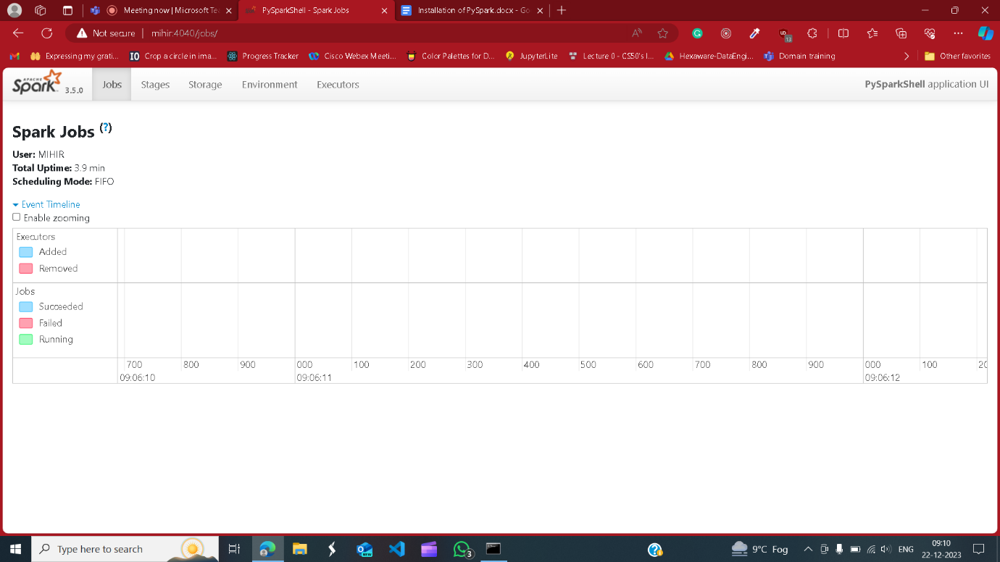 Meeting now | Microsoft Tea
PySparkShell - Spark Jobs
Installation of PySpark.docx - Go
Not secure | mihir:4040/jobs/
13
Expressing my grati...
Crop a circle in ima...
Progress Tracker
Cisco Webex Meeti...
Color Palettes for D...
JupyterLite
Lecture 0 - CS50's I...
Hexaware-DataEngi...
Domain training
Other favorites
APACHE Spark 3.5.0
Jobs
Stages
Storage
Environment
Executors
PySparkShell application UI
Spark Jobs (?)
User: MIHIR
Total Uptime: 3.9 min
Scheduling Mode: FIFO
Event Timeline
Enable zooming
Executors
Added
Removed
Jobs
Succeeded
Failed
Running
700 800 900 000 100 200 300 400 500 600 700 800 900 000 100 20
09:06:10 09:06:11 09:06:12
Type here to search
NEW
3
9°C Fog
ENG
09:10
22-12-2023